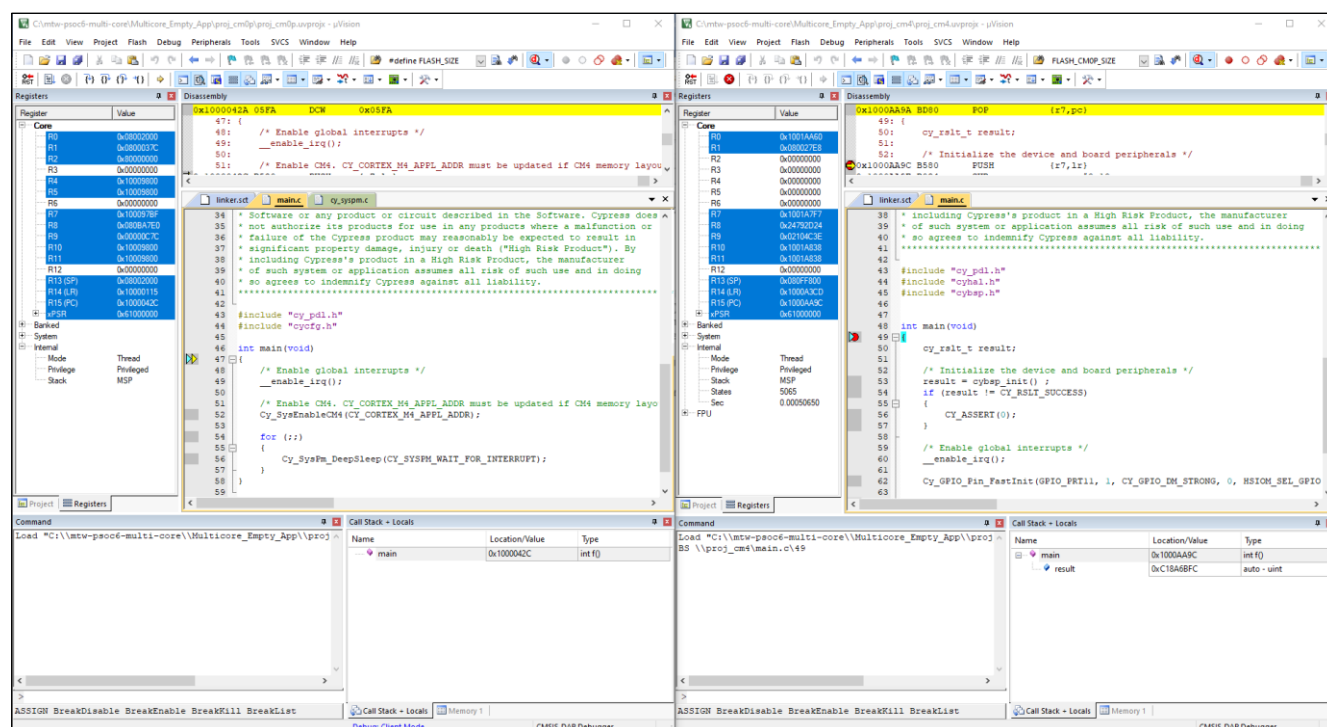 C:\mtw-psoc6-multi-core\Multicore_Empty_App\proj_cm0p\proj_cm0p.uvprojx - µVision
File Edit View Project Flash Debug Peripherals Tools SVCS Window Help
#define FLASH_SIZE
Registers
Register Value
Core
R0 0x08002000
R1 0x0800037C
R2 0x80000000
R3 0x00000000
R4 0x10009800
R5 0x10009800
R6 0x00000000
R7 0x100097BF
R8 0x080BA7E0
R9 0x00000C7C
R10 0x10009800
R11 0x10009800
R12 0x00000000
R13 (SP) 0x08002000
R14 (LR) 0x10000115
R15 (PC) 0x1000042C
xPSR 0x61000000
Banked
System
Internal
Mode Thread
Privilege Privileged
Stack MSP
Project Registers
Disassembly
0x1000042A 05FA DCW 0x05FA
47: {
48: /* Enable global interrupts */
49: __enable_irq();
50:
51: /* Enable CM4. CY_CORTEX_M4_APPL_ADDR must be updated if CM4 memory layou
linker.sct main.c cy_syspm.c
34 * Software or any product or circuit described in the Software. Cypress does
35 * not authorize its products for use in any products where a malfunction or
36 * failure of the Cypress product may reasonably be expected to result in
37 * significant property damage, injury or death ("High Risk Product"). By
38 * including Cypress's product in a High Risk Product, the manufacturer
39 * of such system or application assumes all risk of such use and in doing
40 * so agrees to indemnify Cypress against all liability.
41 *******************************************************************************
42
43 #include "cy_pdl.h"
44 #include "cycfg.h"
45
46 int main(void)
47 {
48 /* Enable global interrupts */
49 __enable_irq();
50
51 /* Enable CM4. CY_CORTEX_M4_APPL_ADDR must be updated if CM4 memory layo
52 Cy_SysEnableCM4(CY_CORTEX_M4_APPL_ADDR);
53
54 for (;;)
55 {
56 Cy_SysPm_DeepSleep(CY_SYSPM_WAIT_FOR_INTERRUPT);
57 }
58 }
59
Command
Load "C:\\mtw-psoc6-multi-core\\Multicore_Empty_App\\proj
>
ASSIGN BreakDisable BreakEnable BreakKill BreakList
Call Stack + Locals
Name Location/Value Type
main 0x1000042C int f()
Call Stack + Locals Memory 1
Debug: Client Mode CMSIS-DAP Debugger
C:\mtw-psoc6-multi-core\Multicore_Empty_App\proj_cm4\proj_cm4.uvprojx - µVision
File Edit View Project Flash Debug Peripherals Tools SVCS Window Help
FLASH_CM0P_SIZE
Registers
Register Value
Core
R0 0x1001AA60
R1 0x080027E8
R2 0x00000000
R3 0x00000000
R4 0x00000000
R5 0x00000000
R6 0x00000000
R7 0x1001A7F7
R8 0x24792D24
R9 0x02104C3E
R10 0x1001A838
R11 0x1001A838
R12 0x00000000
R13 (SP) 0x080FF800
R14 (LR) 0x1000A3CD
R15 (PC) 0x1000AA9C
xPSR 0x61000000
Banked
System
Internal
Mode Thread
Privilege Privileged
Stack MSP
States 5065
Sec 0.00050650
FPU
Project Registers
Disassembly
0x1000AA9A BD80 POP {r7,pc}
49: {
50: cy_rslt_t result;
51:
52: /* Initialize the device and board peripherals */
0x1000AA9C B580 PUSH {r7,lr}
linker.sct main.c
38 * including Cypress's product in a High Risk Product, the manufacturer
39 * of such system or application assumes all risk of such use and in doing
40 * so agrees to indemnify Cypress against all liability.
41 *******************************************************************************
42
43 #include "cy_pdl.h"
44 #include "cyhal.h"
45 #include "cybsp.h"
46
47
48 int main(void)
49 {
50 cy_rslt_t result;
51
52 /* Initialize the device and board peripherals */
53 result = cybsp_init() ;
54 if (result != CY_RSLT_SUCCESS)
55 {
56 CY_ASSERT(0);
57 }
58
59 /* Enable global interrupts */
60 __enable_irq();
61
62 Cy_GPIO_Pin_FastInit(GPIO_PRT11, 1, CY_GPIO_DM_STRONG, 0, HSIOM_SEL_GPIO
63
Command
Load "C:\\mtw-psoc6-multi-core\\Multicore_Empty_App\\proj
BS \\proj_cm4\main.c\49
>
ASSIGN BreakDisable BreakEnable BreakKill BreakList
Call Stack + Locals
Name Location/Value Type
main 0x1000AA9C int f()
result 0xC18A6BFC auto - uint
Call Stack + Locals Memory 1
CMSIS-DAP Debugger